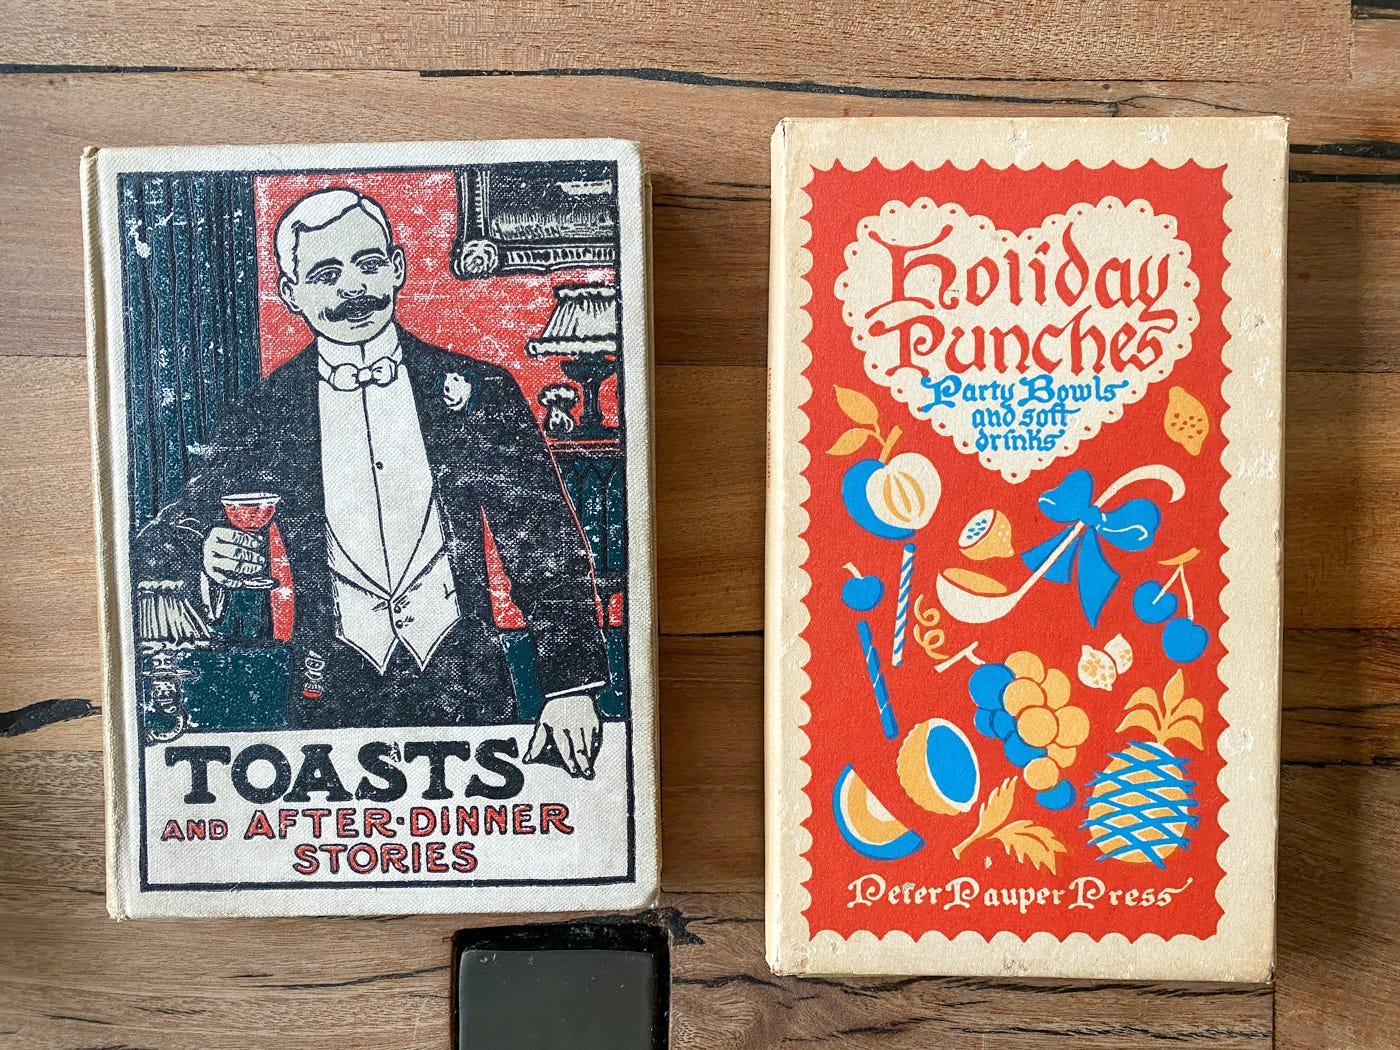 TOASTS
AND AFTER-DINNER
STORIES
Holiday
Punches
Party Bowls
and soft
drinks
Peter Pauper Press